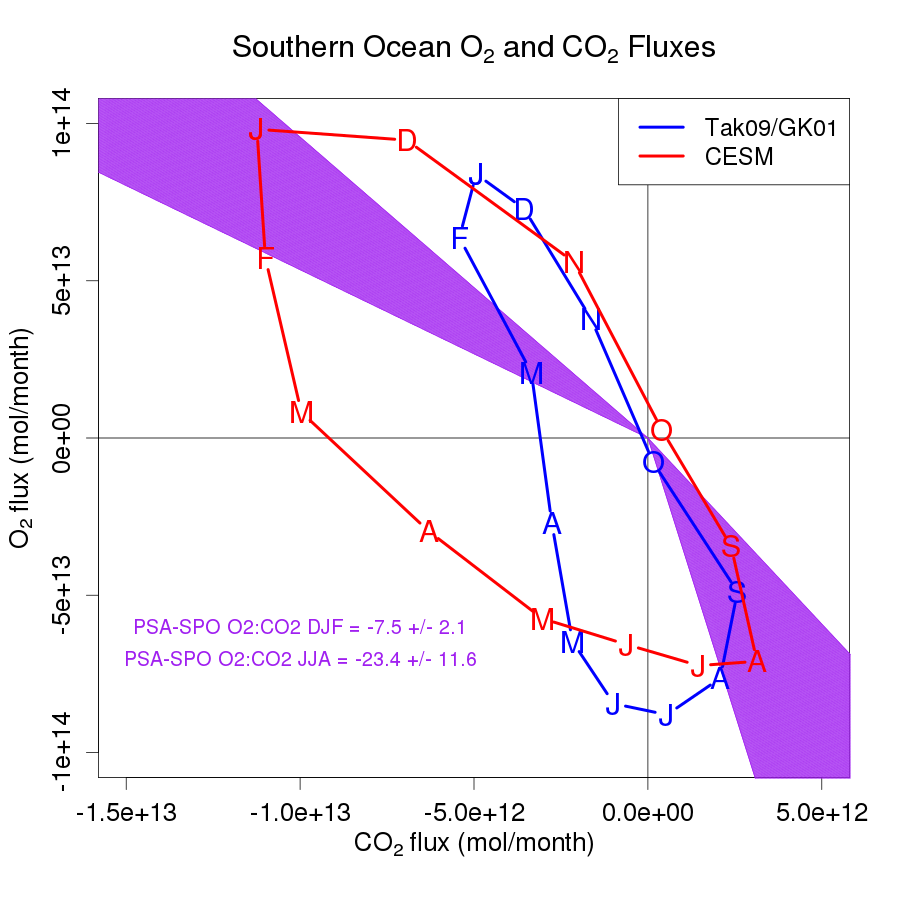 Southern Ocean O₂ and CO₂ Fluxes
Tak09/GK01
CESM
O₂ flux (mol/month)
1e+14
5e+13
0e+00
-5e+13
-1e+14
J
D
N
O
S
A
J
J
M
A
M
F
J
D
N
O
S
A
J
J
M
A
M
F
PSA-SPO O2:CO2 DJF = -7.5 +/- 2.1
PSA-SPO O2:CO2 JJA = -23.4 +/- 11.6
-1.5e+13 -1.0e+13 -5.0e+12 0.0e+00 5.0e+12
CO₂ flux (mol/month)